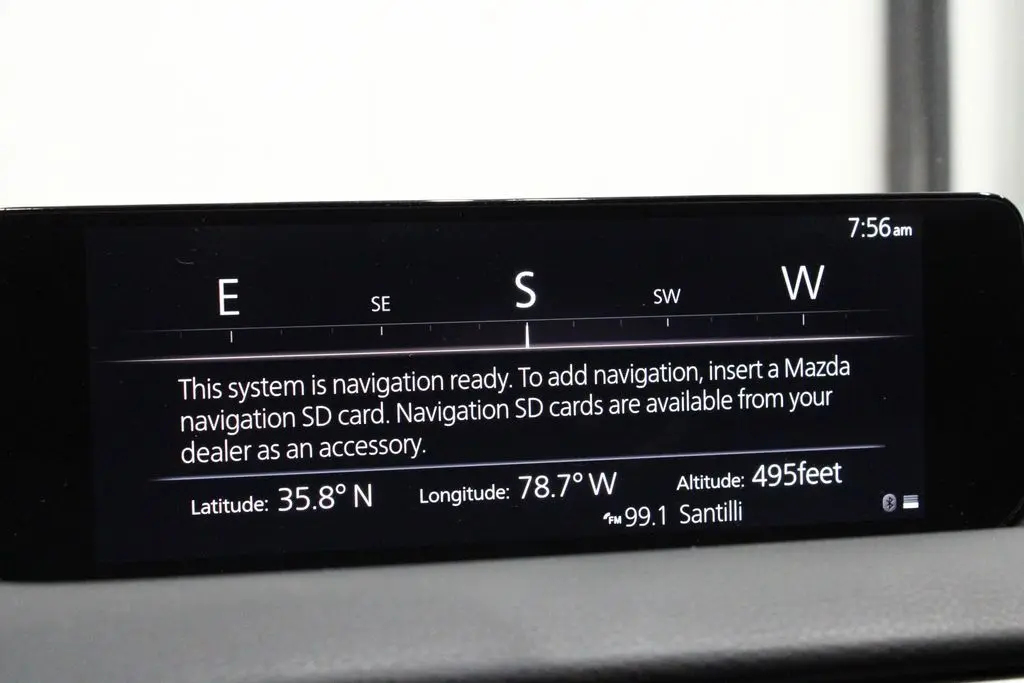 7:56am
E SE S SW W
This system is navigation ready. To add navigation, insert a Mazda
navigation SD card. Navigation SD cards are available from your
dealer as an accessory.
Latitude: 35.8° N Longitude: 78.7° W Altitude: 495feet
FM 99.1 Santilli